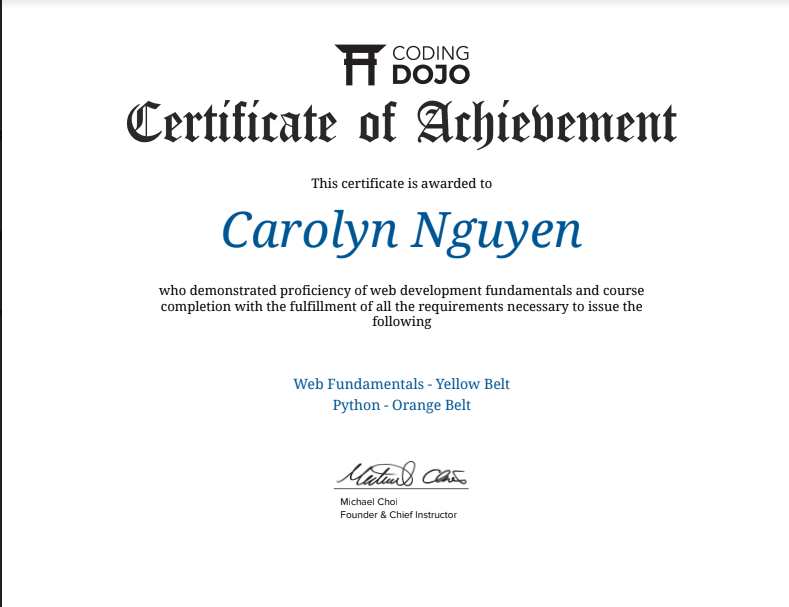 CODING
DOJO
Certificate of Achievement
This certificate is awarded to
Carolyn Nguyen
who demonstrated proficiency of web development fundamentals and course
completion with the fulfillment of all the requirements necessary to issue the
following
Web Fundamentals - Yellow Belt
Python - Orange Belt
Michael Choi
Founder & Chief Instructor